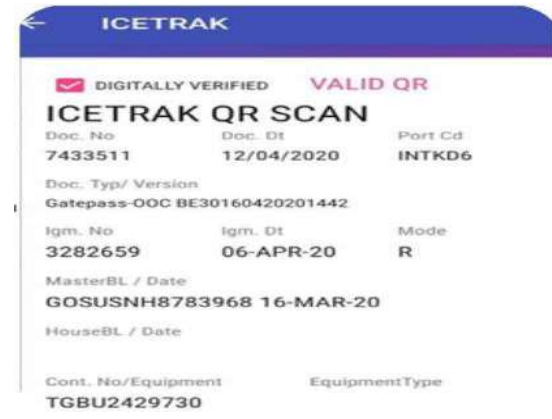 ← ICETRAK
DIGITALLY VERIFIED VALID QR
ICETRAK QR SCAN
Doc. No Doc. Dt Port Cd
7433511 12/04/2020 INTKD6
Doc. Typ/ Version
Gatepass-OOC BE30160420201442
Igm. No Igm. Dt Mode
3282659 06-APR-20 R
MasterBL / Date
GOSUSNH8783968 16-MAR-20
HouseBL / Date
Cont. No/Equipment EquipmentType
TGBU2429730